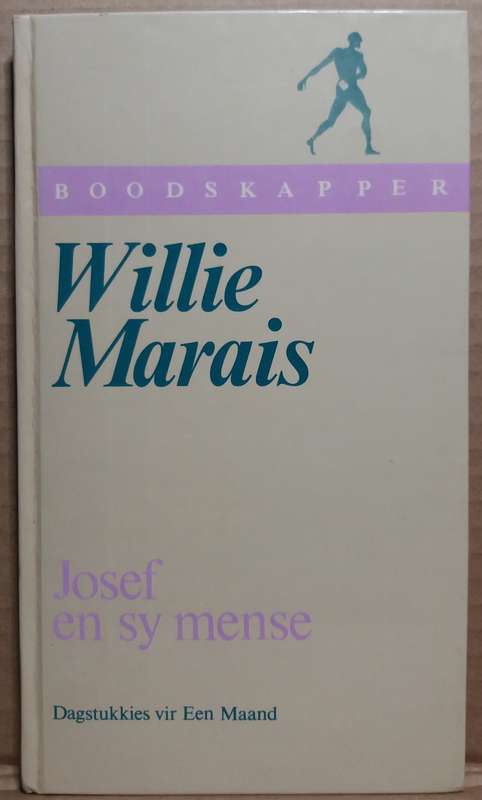 BOODSKAPPER
Willie
Marais
Josef
en sy mense
Dagstukkies vir Een Maand